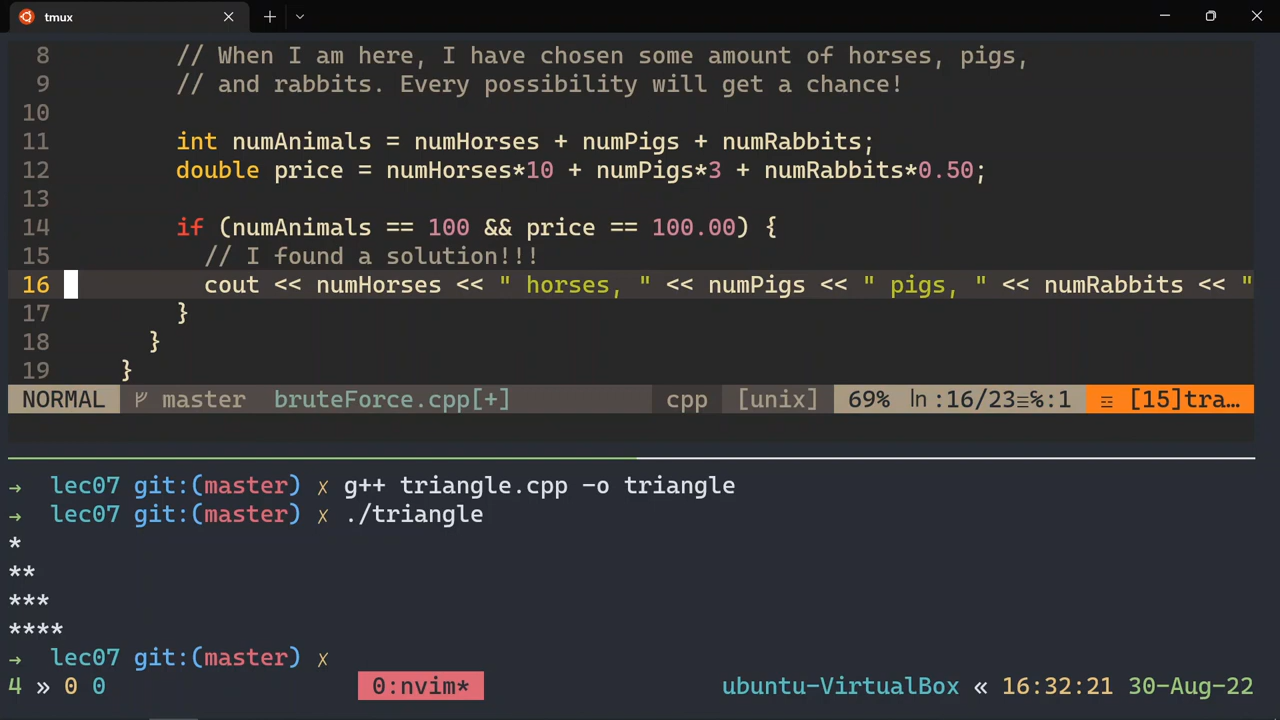 tmux
8 // When I am here, I have chosen some amount of horses, pigs,
9 // and rabbits. Every possibility will get a chance!
10
11 int numAnimals = numHorses + numPigs + numRabbits;
12 double price = numHorses*10 + numPigs*3 + numRabbits*0.50;
13
14 if (numAnimals == 100 && price == 100.00) {
15 // I found a solution!!!
16 cout << numHorses << " horses, " << numPigs << " pigs, " << numRabbits << "
17 }
18 }
19 }
NORMAL master bruteForce.cpp[+] cpp [unix] 69% ln :16/23≡%:1 ☲ [15]tra…
→ lec07 git:(master) ✗ g++ triangle.cpp -o triangle
→ lec07 git:(master) ✗ ./triangle
*
**
***
****
→ lec07 git:(master) ✗
4 » 0 0 0:nvim* ubuntu-VirtualBox « 16:32:21 30-Aug-22